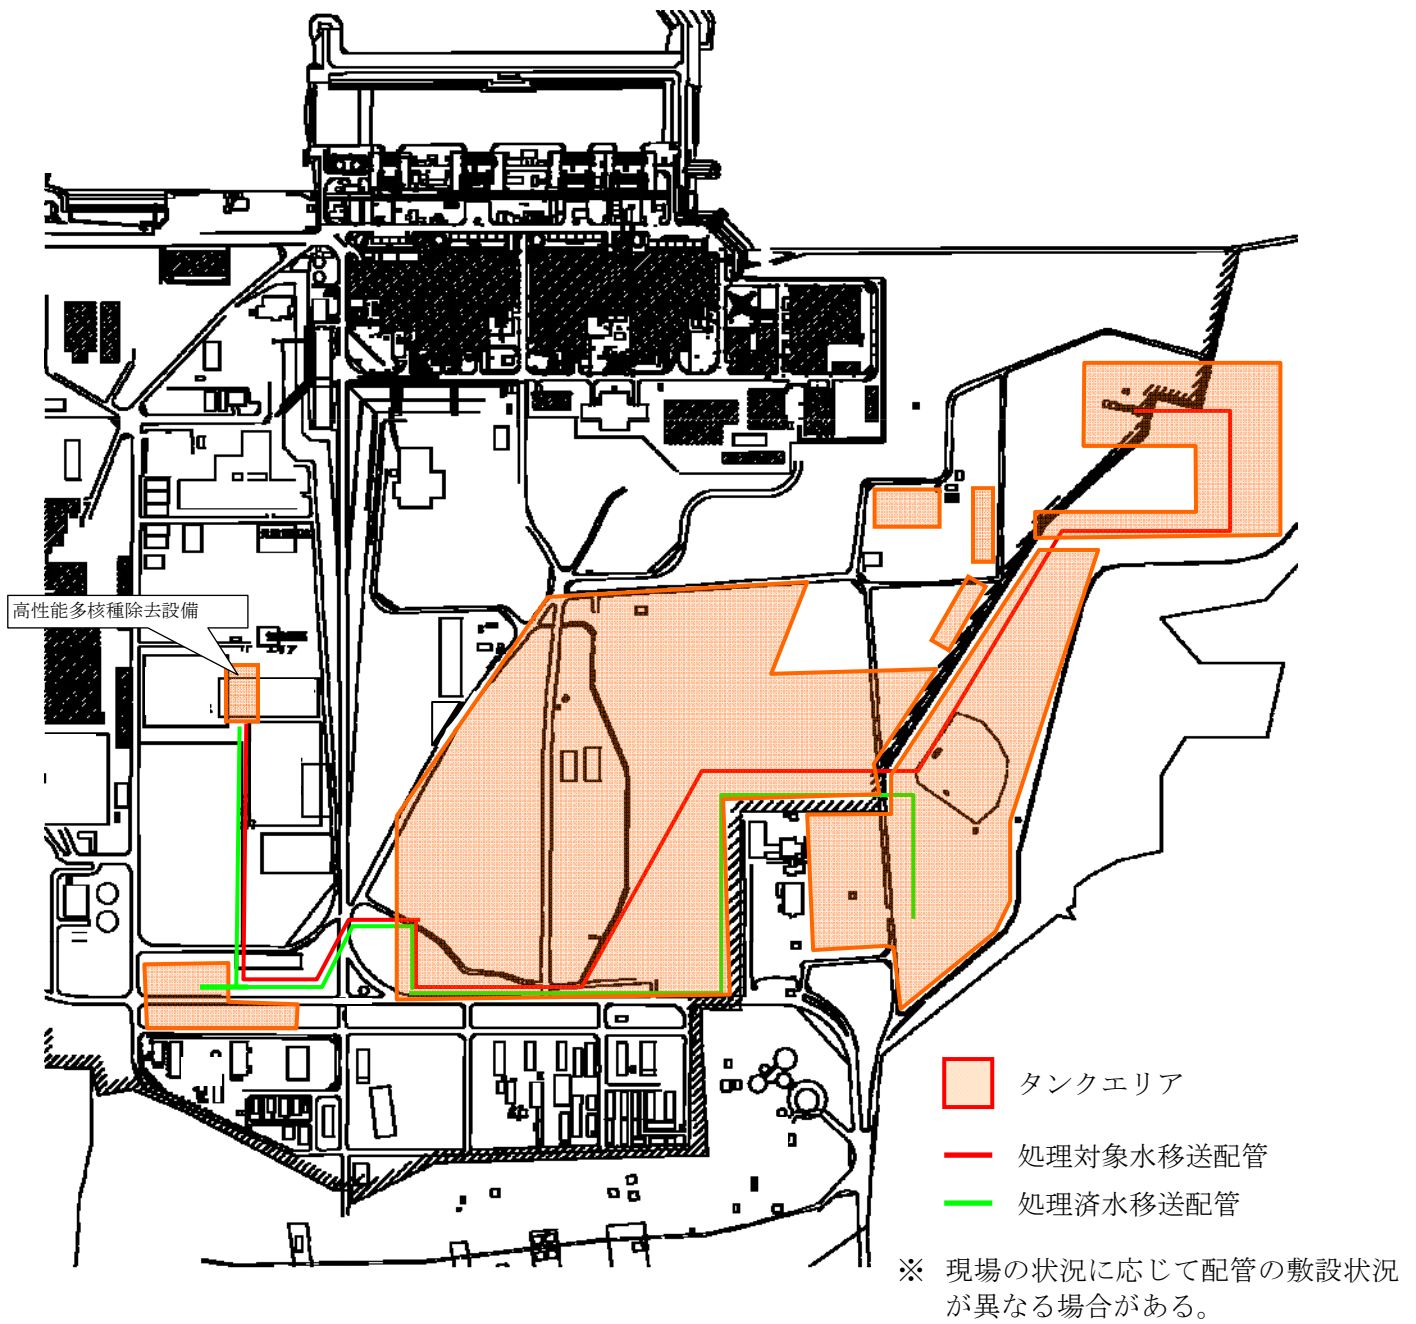 高性能多核種除去設備
タンクエリア
処理対象水移送配管
処理済水移送配管
※ 現場の状況に応じて配管の敷設状況
が異なる場合がある。